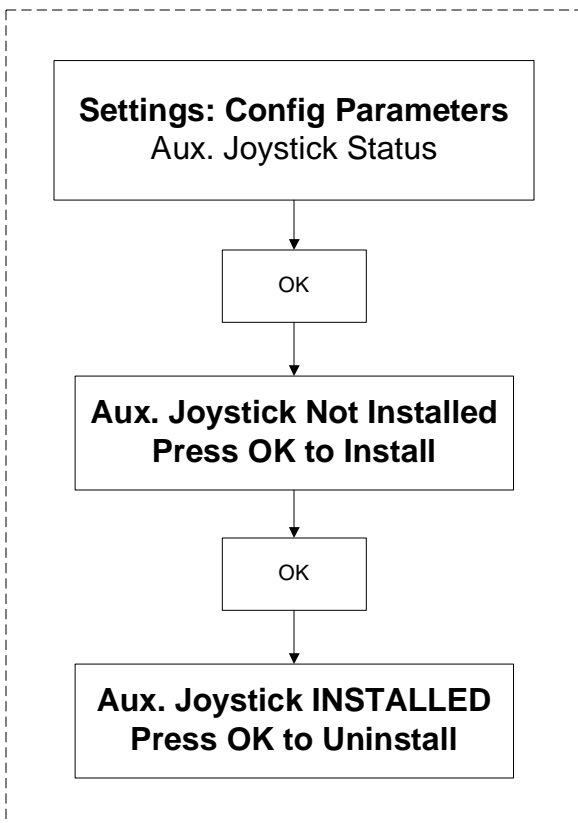 Settings: Config Parameters
Aux. Joystick Status
OK
Aux. Joystick Not Installed
Press OK to Install
OK
Aux. Joystick INSTALLED
Press OK to Uninstall